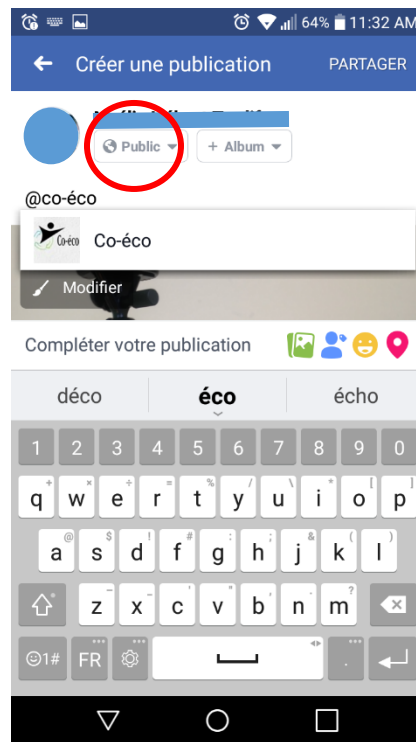 64% 11:32 AM
Créer une publication PARTAGER
Public + Album
@co-éco
Co-éco Co-éco
Modifier
Compléter votre publication
déco éco écho
1 2 3 4 5 6 7 8 9 0
q w e r t y u i o p
a s d f g h j k l
z x c v b n m
☺1# FR